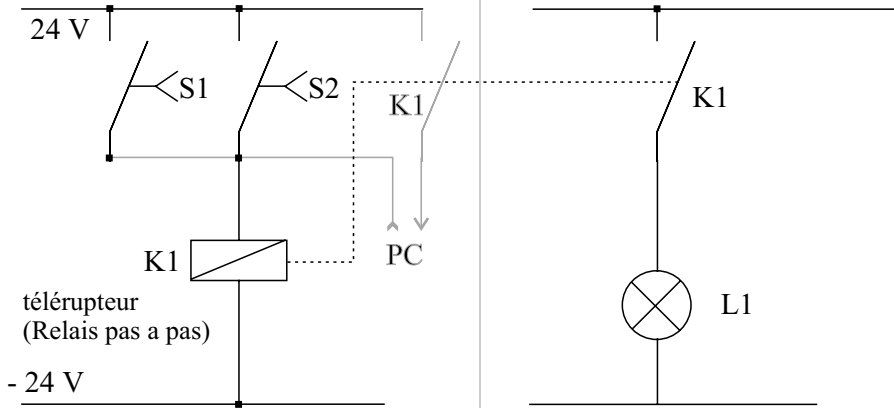 24 V
S1
S2
K1
K1
K1
PC
télérupteur
(Relais pas a pas)
L1
- 24 V